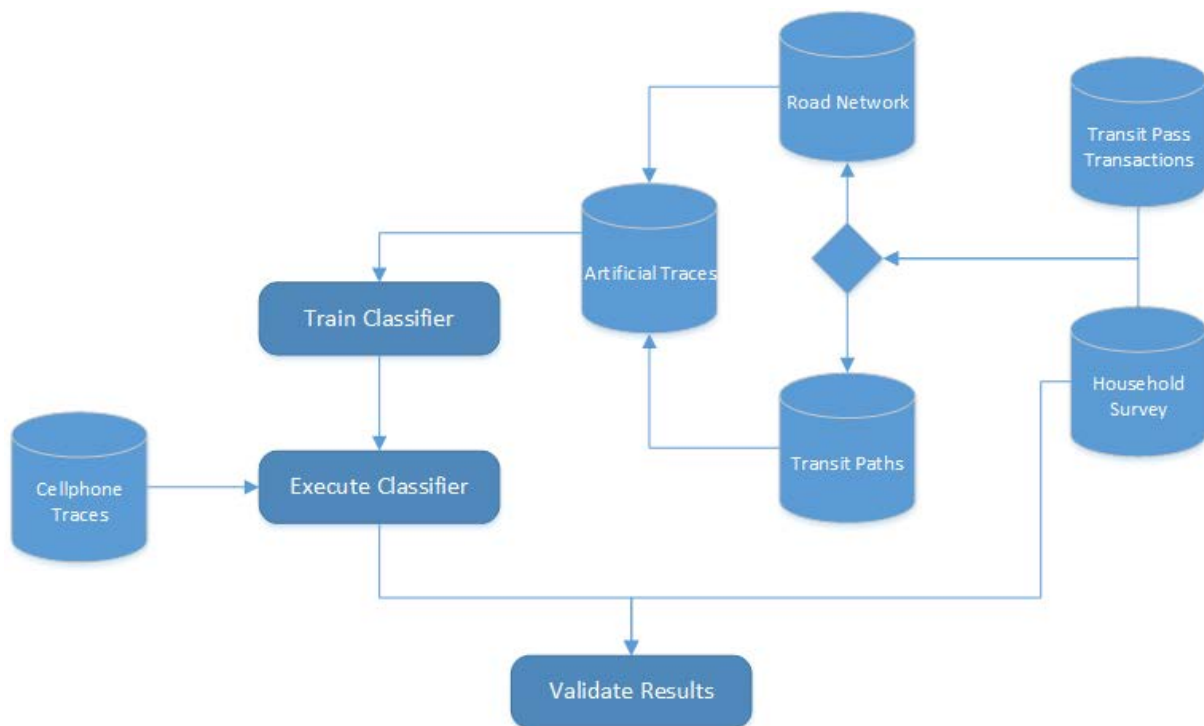 Road Network
Transit Pass
Transactions
Artificial Traces
Train Classifier
Household
Survey
Transit Paths
Cellphone
Traces
Execute Classifier
Validate Results